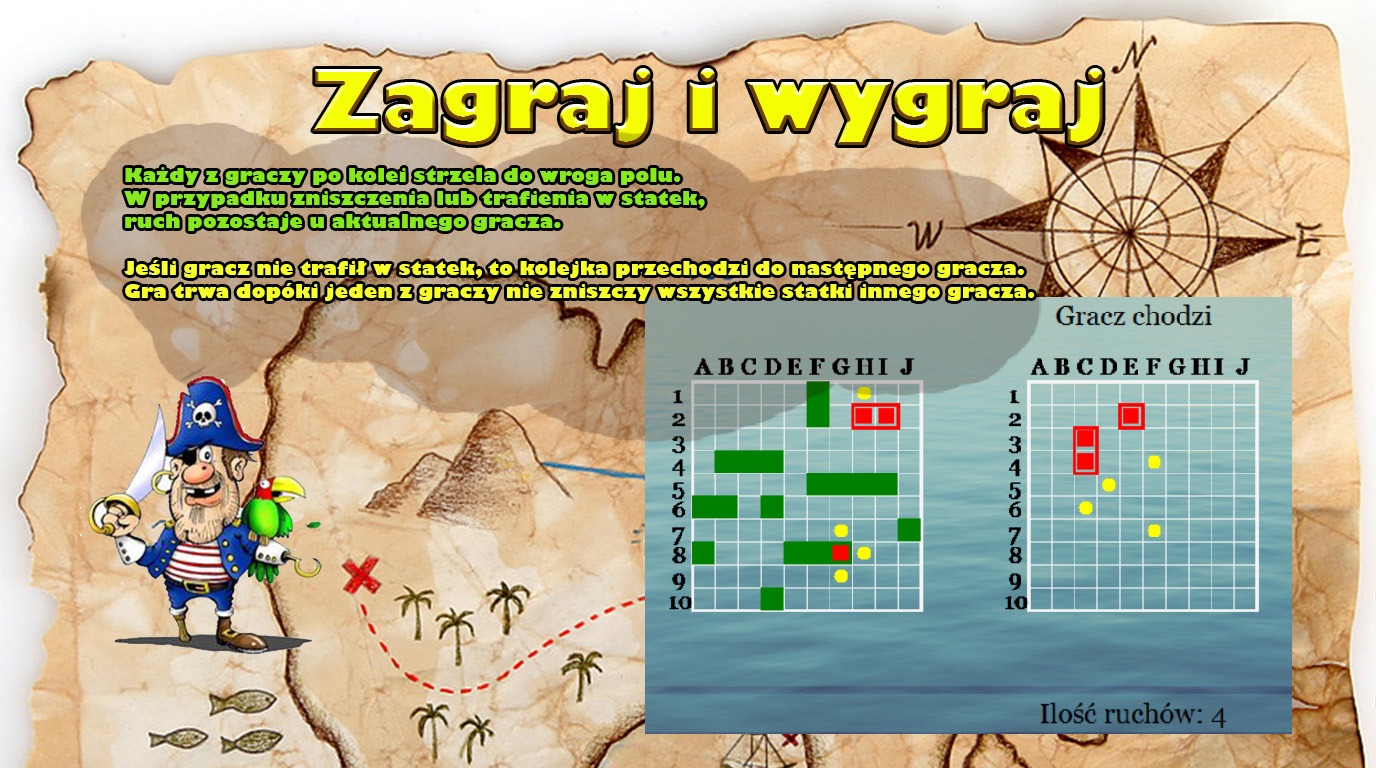 Zagraj i wygraj
N
Każdy z graczy po kolei strzela do wroga polu.
W przypadku zniszczenia lub trafienia w statek,
ruch pozostaje u aktualnego gracza.
W
E
Jeśli gracz nie trafił w statek, to kolejka przechodzi do następnego gracza.
Gra trwa dopóki jeden z graczy nie zniszczy wszystkie statki innego gracza.
Gracz chodzi
A B C D E F G H I J
1
2
3
4
5
6
7
8
9
10
A B C D E F G H I J
1
2
3
4
5
6
7
8
9
10
Ilość ruchów: 4